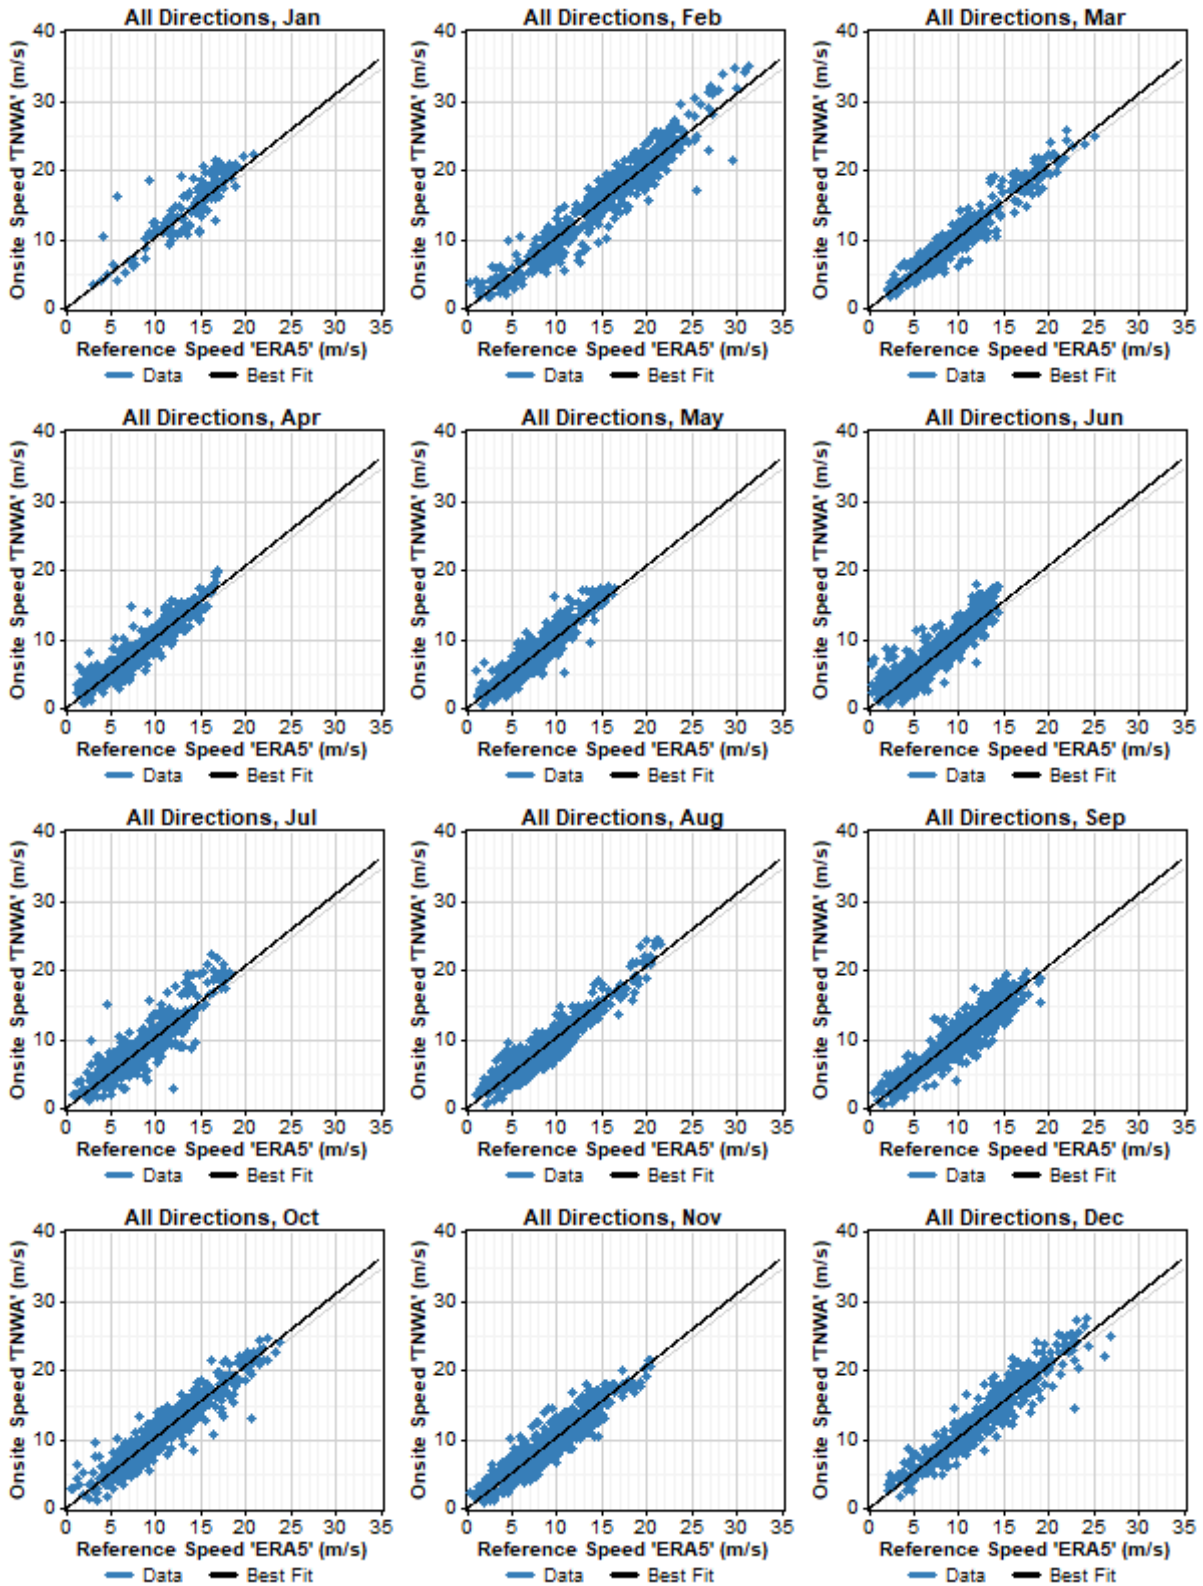 All Directions, Jan
Onsite Speed 'TNWA' (m/s)
40
30
20
10
0
0 5 10 15 20 25 30 35
Reference Speed 'ERA5' (m/s)
Data Best Fit
All Directions, Feb
Onsite Speed 'TNWA' (m/s)
40
30
20
10
0
0 5 10 15 20 25 30 35
Reference Speed 'ERA5' (m/s)
Data Best Fit
All Directions, Mar
Onsite Speed 'TNWA' (m/s)
40
30
20
10
0
0 5 10 15 20 25 30 35
Reference Speed 'ERA5' (m/s)
Data Best Fit
All Directions, Apr
Onsite Speed 'TNWA' (m/s)
40
30
20
10
0
0 5 10 15 20 25 30 35
Reference Speed 'ERA5' (m/s)
Data Best Fit
All Directions, May
Onsite Speed 'TNWA' (m/s)
40
30
20
10
0
0 5 10 15 20 25 30 35
Reference Speed 'ERA5' (m/s)
Data Best Fit
All Directions, Jun
Onsite Speed 'TNWA' (m/s)
40
30
20
10
0
0 5 10 15 20 25 30 35
Reference Speed 'ERA5' (m/s)
Data Best Fit
All Directions, Jul
Onsite Speed 'TNWA' (m/s)
40
30
20
10
0
0 5 10 15 20 25 30 35
Reference Speed 'ERA5' (m/s)
Data Best Fit
All Directions, Aug
Onsite Speed 'TNWA' (m/s)
40
30
20
10
0
0 5 10 15 20 25 30 35
Reference Speed 'ERA5' (m/s)
Data Best Fit
All Directions, Sep
Onsite Speed 'TNWA' (m/s)
40
30
20
10
0
0 5 10 15 20 25 30 35
Reference Speed 'ERA5' (m/s)
Data Best Fit
All Directions, Oct
Onsite Speed 'TNWA' (m/s)
40
30
20
10
0
0 5 10 15 20 25 30 35
Reference Speed 'ERA5' (m/s)
Data Best Fit
All Directions, Nov
Onsite Speed 'TNWA' (m/s)
40
30
20
10
0
0 5 10 15 20 25 30 35
Reference Speed 'ERA5' (m/s)
Data Best Fit
All Directions, Dec
Onsite Speed 'TNWA' (m/s)
40
30
20
10
0
0 5 10 15 20 25 30 35
Reference Speed 'ERA5' (m/s)
Data Best Fit